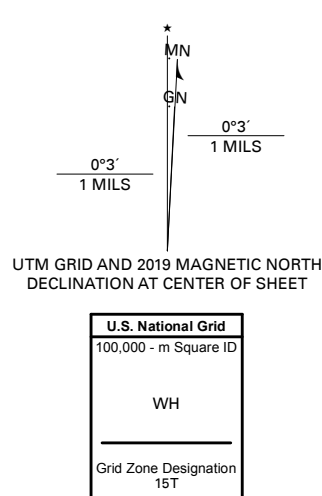 ★
MN
GN
0°3´
1 MILS
0°3´
1 MILS
UTM GRID AND 2019 MAGNETIC NORTH
DECLINATION AT CENTER OF SHEET
U.S. National Grid
100,000 - m Square ID
WH
Grid Zone Designation
15T